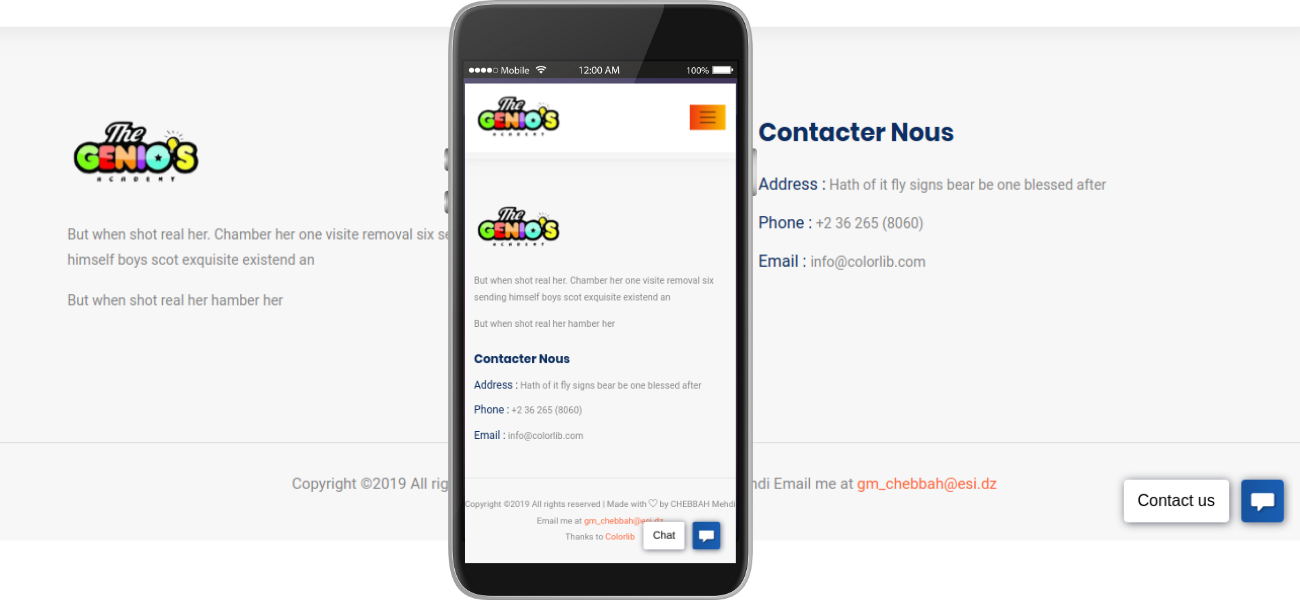 The
GENIO'S
ACADEMY
But when shot real her. Chamber her one visite removal six se
himself boys scot exquisite existend an
But when shot real her hamber her
Mobile 12:00 AM 100%
The
GENIO'S
ACADEMY
The
GENIO'S
ACADEMY
But when shot real her. Chamber her one visite removal six
sending himself boys scot exquisite existend an
But when shot real her hamber her
Contacter Nous
Address : Hath of it fly signs bear be one blessed after
Phone : +2 36 265 (8060)
Email : info@colorlib.com
Copyright ©2019 All rights reserved | Made with ♡ by CHEBBAH Mehdi
Email me at gm_chebbah@esi.dz
Thanks to Colorlib
Chat
Contacter Nous
Address : Hath of it fly signs bear be one blessed after
Phone : +2 36 265 (8060)
Email : info@colorlib.com
Copyright ©2019 All rig
hdi Email me at gm_chebbah@esi.dz
Contact us